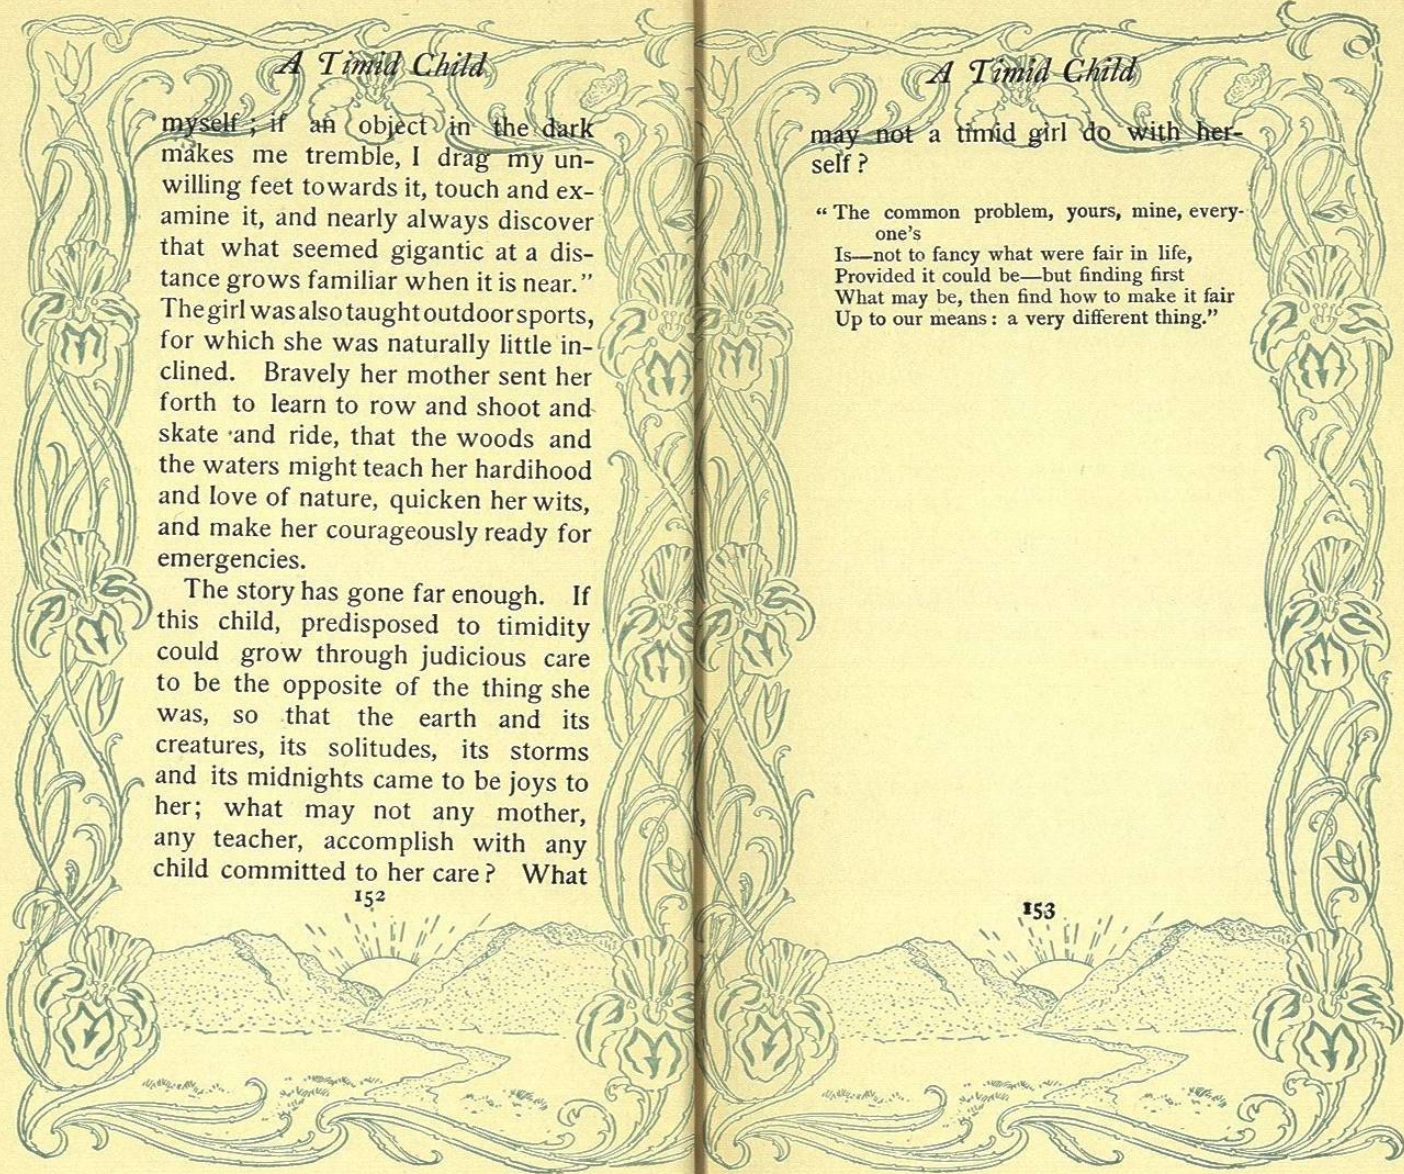 A Timid Child
myself; if an object in the dark
makes me tremble, I drag my un-
willing feet towards it, touch and ex-
amine it, and nearly always discover
that what seemed gigantic at a dis-
tance grows familiar when it is near."
The girl was also taught outdoor sports,
for which she was naturally little in-
clined. Bravely her mother sent her
forth to learn to row and shoot and
skate and ride, that the woods and
the waters might teach her hardihood
and love of nature, quicken her wits,
and make her courageously ready for
emergencies.
The story has gone far enough. If
this child, predisposed to timidity
could grow through judicious care
to be the opposite of the thing she
was, so that the earth and its
creatures, its solitudes, its storms
and its midnights came to be joys to
her; what may not any mother,
any teacher, accomplish with any
child committed to her care? What
152
A Timid Child
may not a timid girl do with her-
self?
"The common problem, yours, mine, every-
one's
Is—not to fancy what were fair in life,
Provided it could be—but finding first
What may be, then find how to make it fair
Up to our means: a very different thing."
153